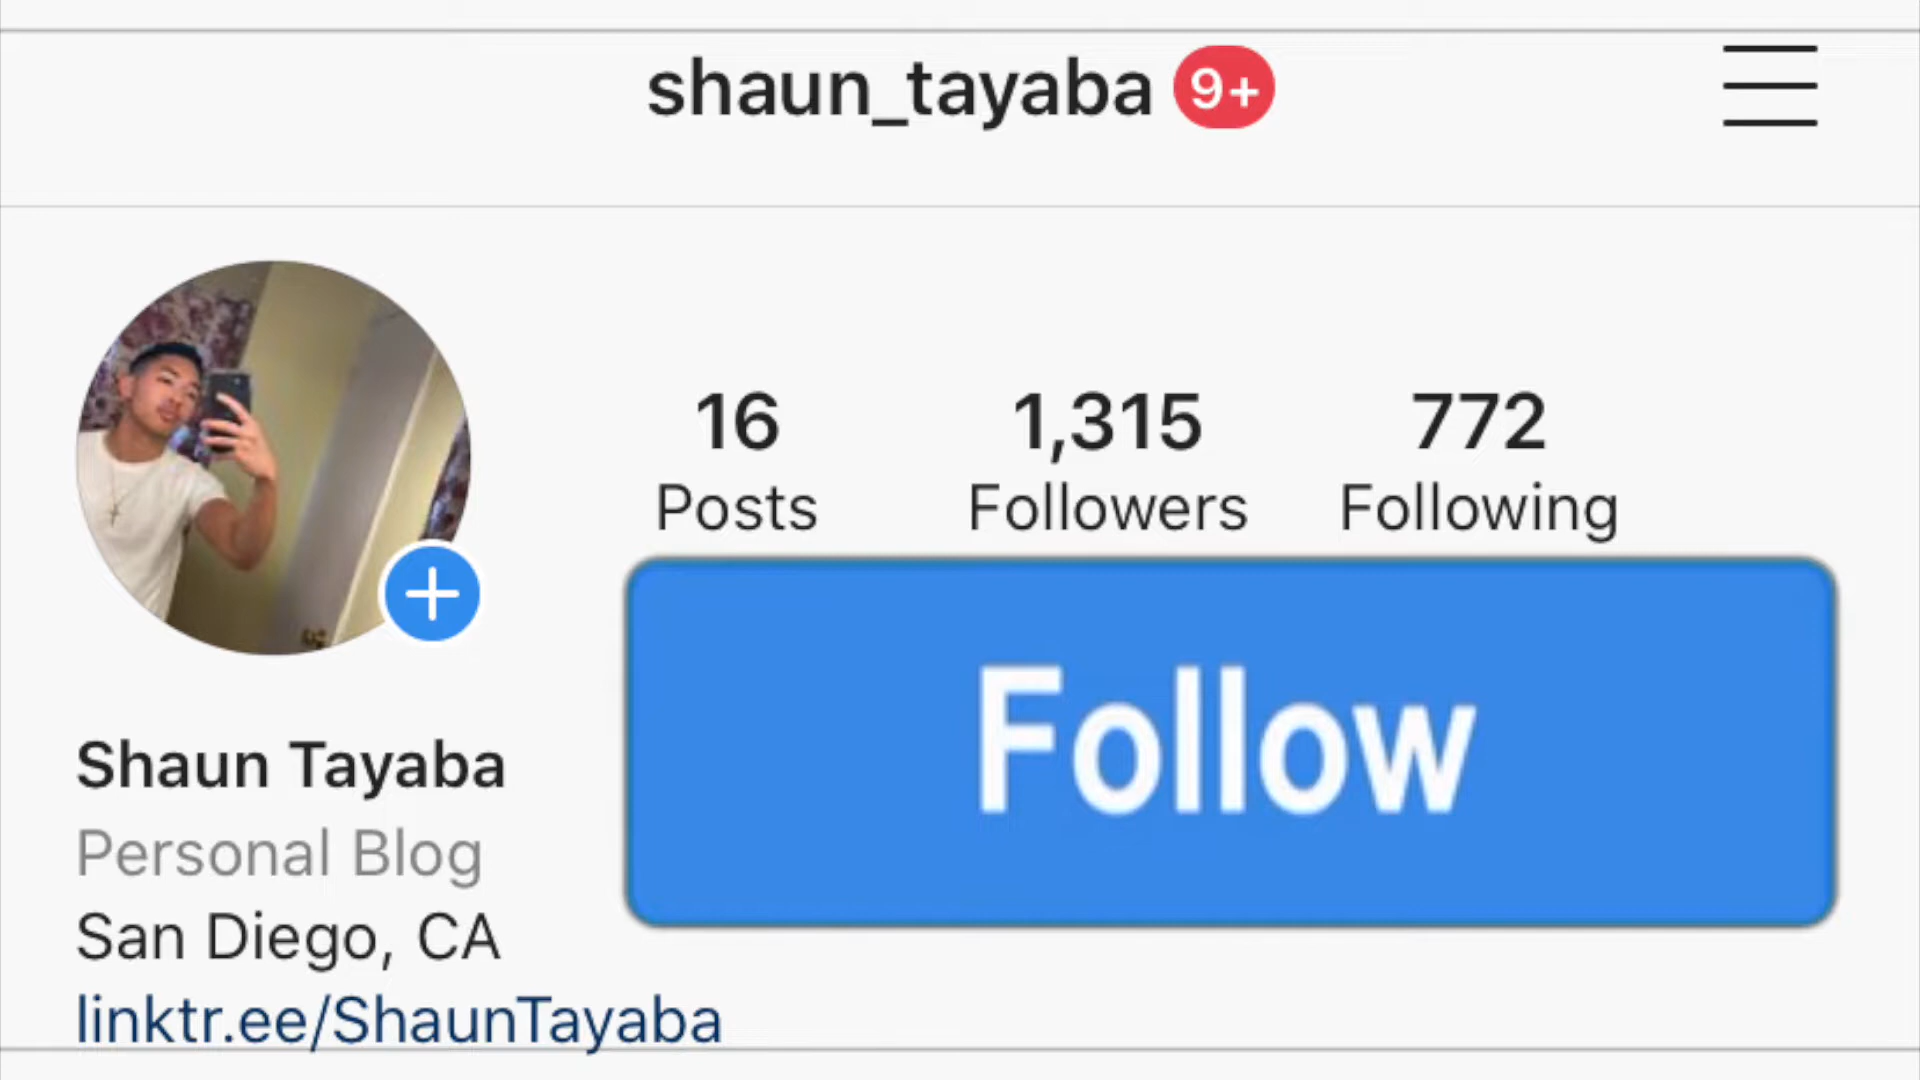 shaun_tayaba 9+
16 1,315 772
Posts Followers Following
Follow
Shaun Tayaba
Personal Blog
San Diego, CA
linktr.ee/ShaunTayaba